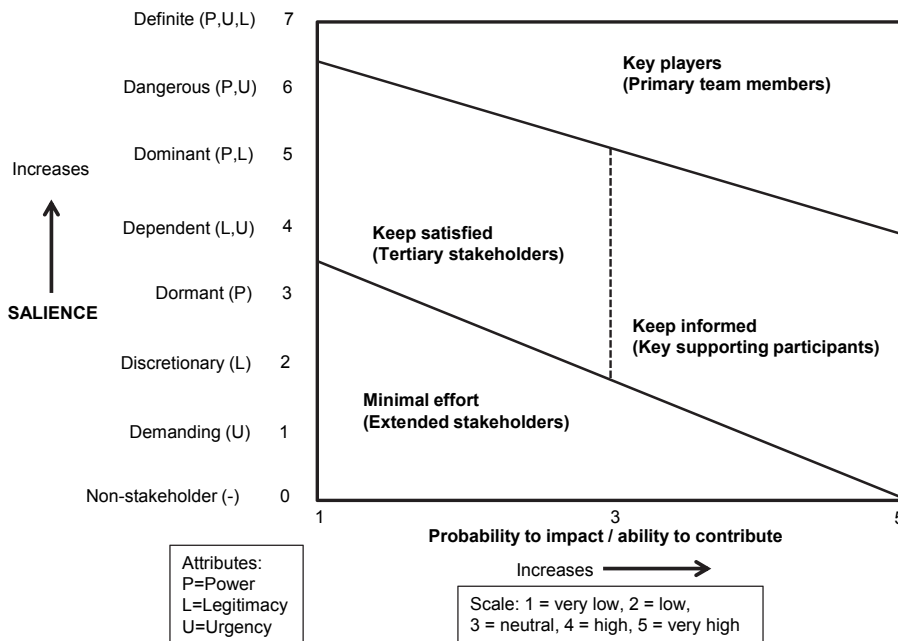 Definite (P,U,L) 7
Key players
(Primary team members)
Dangerous (P,U) 6
Dominant (P,L) 5
Increases
Dependent (L,U) 4
Keep satisfied
(Tertiary stakeholders)
Dormant (P) 3
SALIENCE
Keep informed
(Key supporting participants)
Discretionary (L) 2
Minimal effort
(Extended stakeholders)
Demanding (U) 1
Non-stakeholder (-) 0
1 3 5
Probability to impact / ability to contribute
Increases
Attributes:
P=Power
L=Legitimacy
U=Urgency
Scale: 1 = very low, 2 = low,
3 = neutral, 4 = high, 5 = very high